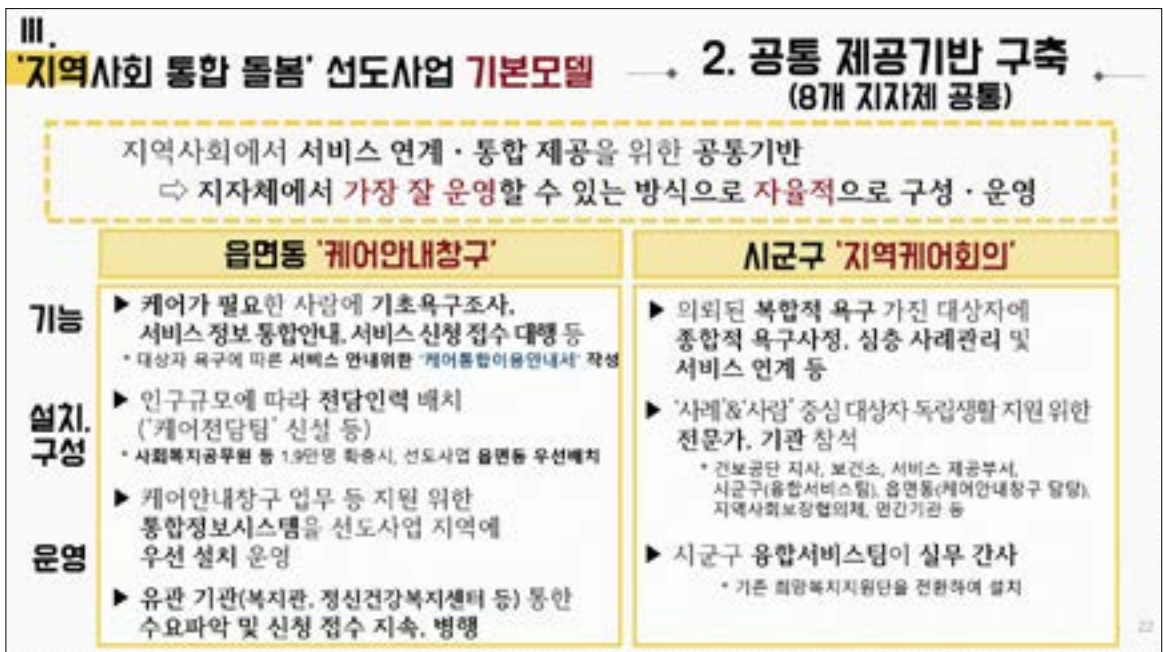 III.
'지역사회 통합 돌봄' 선도사업 기본모델
2. 공통 제공기반 구축
(8개 지자체 공통)
지역사회에서 서비스 연계・통합 제공을 위한 공통기반
⇨ 지자체에서 가장 잘 운영할 수 있는 방식으로 자율적으로 구성・운영
읍면동 '케어안내창구'
기능
▶ 케어가 필요한 사람에 기초욕구조사,
서비스 정보 통합안내, 서비스 신청 접수 대행 등
* 대상자 욕구에 따른 서비스 안내위한 '케어통합이용안내서' 작성
설치.
구성
▶ 인구규모에 따라 전담인력 배치
('케어전담팀' 신설 등)
* 사회복지공무원 등 1.9만명 확충시, 선도사업 읍면동 우선배치
운영
▶ 케어안내창구 업무 등 지원 위한
통합정보시스템을 선도사업 지역에
우선 설치 운영
▶ 유관 기관(복지관, 정신건강복지센터 등) 통한
수요파악 및 신청 접수 지속, 병행
시군구 '지역케어회의'
▶ 의뢰된 복합적 욕구 가진 대상자에
종합적 욕구사정, 심층 사례관리 및
서비스 연계 등
▶ '사례'&'사람' 중심 대상자 독립생활 지원 위한
전문가, 기관 참석
* 건보공단 지사, 보건소, 서비스 제공부서,
시군구(융합서비스팀), 읍면동(케어안내창구 담당),
지역사회보장협의체, 민간기관 등
▶ 시군구 융합서비스팀이 실무 간사
* 기존 희망복지지원단을 전환하여 설치
22